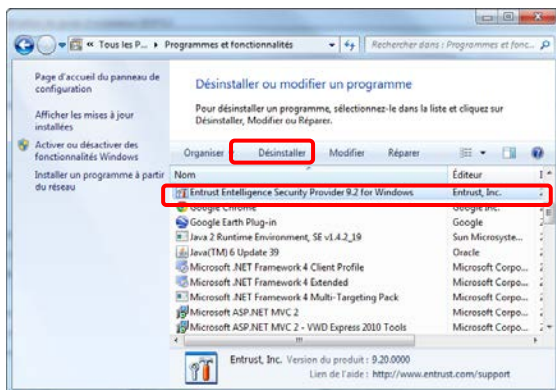 « Tous les P... ▸ Programmes et fonctionnalités
Rechercher dans : Programmes et fonc...
Page d'accueil du panneau de configuration
Afficher les mises à jour installées
Activer ou désactiver des fonctionnalités Windows
Installer un programme à partir du réseau
Désinstaller ou modifier un programme
Pour désinstaller un programme, sélectionnez-le dans la liste et cliquez sur
Désinstaller, Modifier ou Réparer.
Organiser Désinstaller Modifier Réparer
Nom Éditeur I
Entrust Entelligence Security Provider 9.2 for Windows Entrust, Inc.
Google Chrome Google Inc.
Google Earth Plug-in Google
Java 2 Runtime Environment, SE v1.4.2_19 Sun Microsyste...
Java(TM) 6 Update 39 Oracle
Microsoft .NET Framework 4 Client Profile Microsoft Corpo...
Microsoft .NET Framework 4 Extended Microsoft Corpo...
Microsoft .NET Framework 4 Multi-Targeting Pack Microsoft Corpo...
Microsoft ASP.NET MVC 2 Microsoft Corpo...
Microsoft ASP.NET MVC 2 - VWD Express 2010 Tools Microsoft Corpo...
Entrust, Inc. Version du produit : 9.20.0000
Lien de l'aide : http://www.entrust.com/support